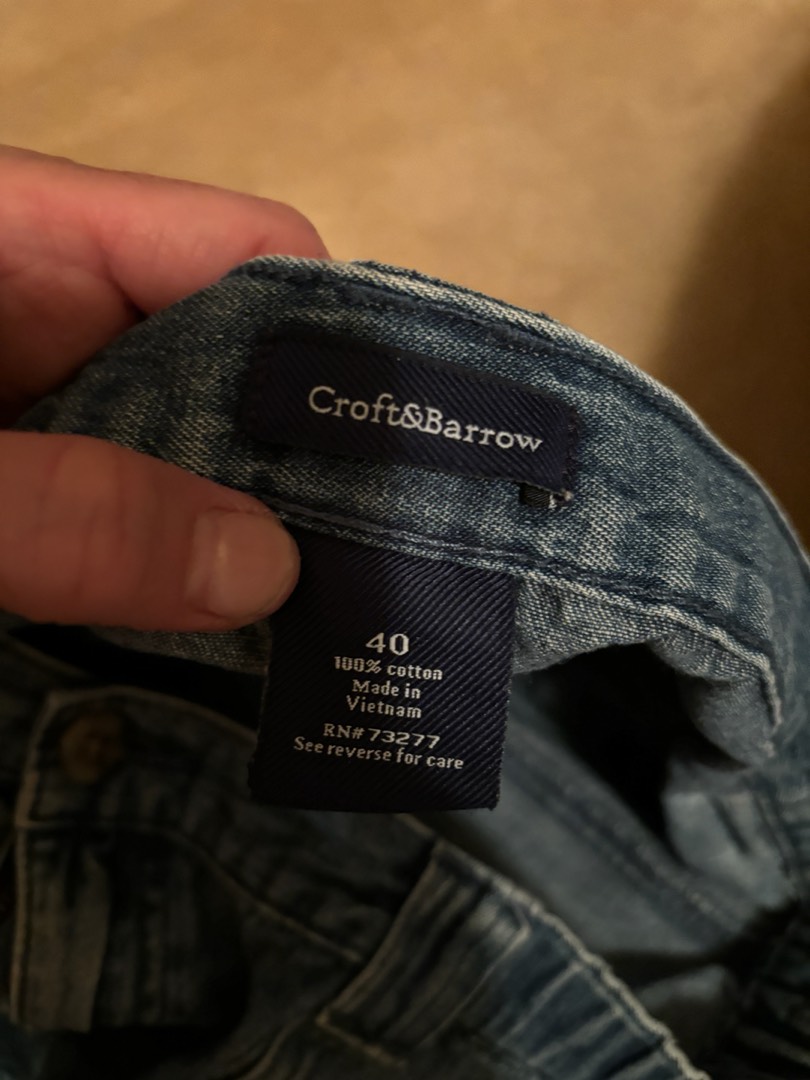 Croft&Barrow
40
100% cotton
Made in
Vietnam
RN# 73277
See reverse for care